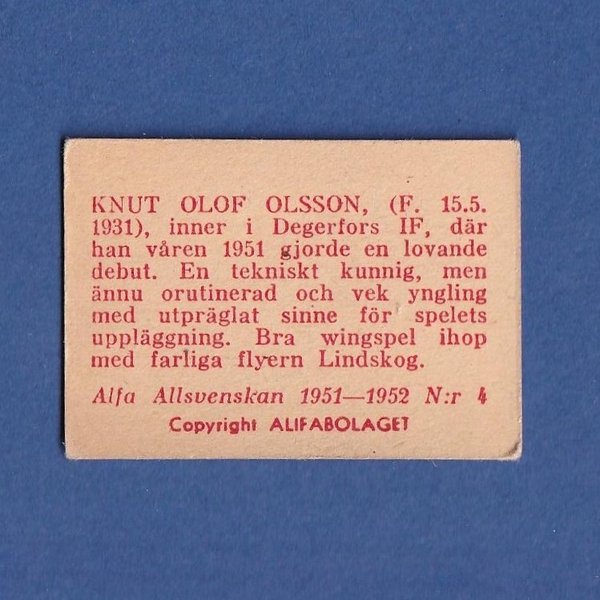 KNUT OLOF OLSSON, (F. 15.5.
1931), inner i Degerfors IF, där
han våren 1951 gjorde en lovande
debut. En tekniskt kunnig, men
ännu orutinerad och vek yngling
med utpräglat sinne för spelets
uppläggning. Bra wingspel ihop
med farliga flyern Lindskog.
Alfa Allsvenskan 1951—1952 N:r 4
Copyright ALIFABOLAGET